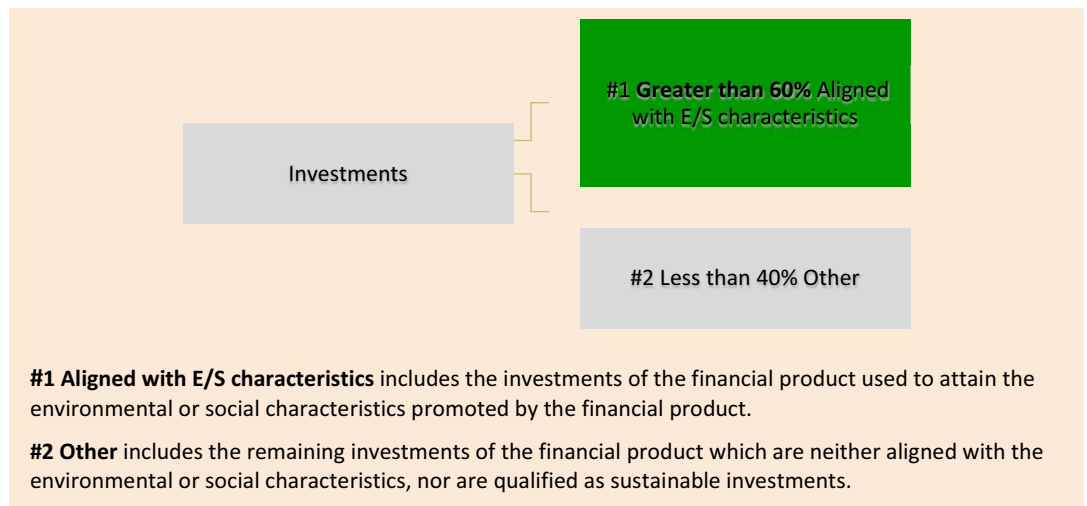 #1 Greater than 60% Aligned
with E/S characteristics
Investments
#2 Less than 40% Other
#1 Aligned with E/S characteristics includes the investments of the financial product used to attain the
environmental or social characteristics promoted by the financial product.
#2 Other includes the remaining investments of the financial product which are neither aligned with the
environmental or social characteristics, nor are qualified as sustainable investments.